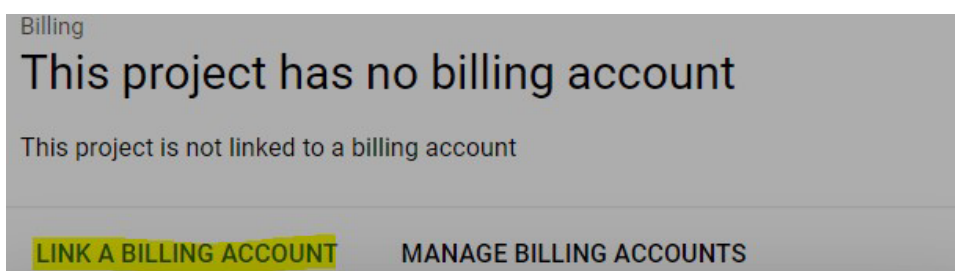 Billing
This project has no billing account
This project is not linked to a billing account
LINK A BILLING ACCOUNT MANAGE BILLING ACCOUNTS